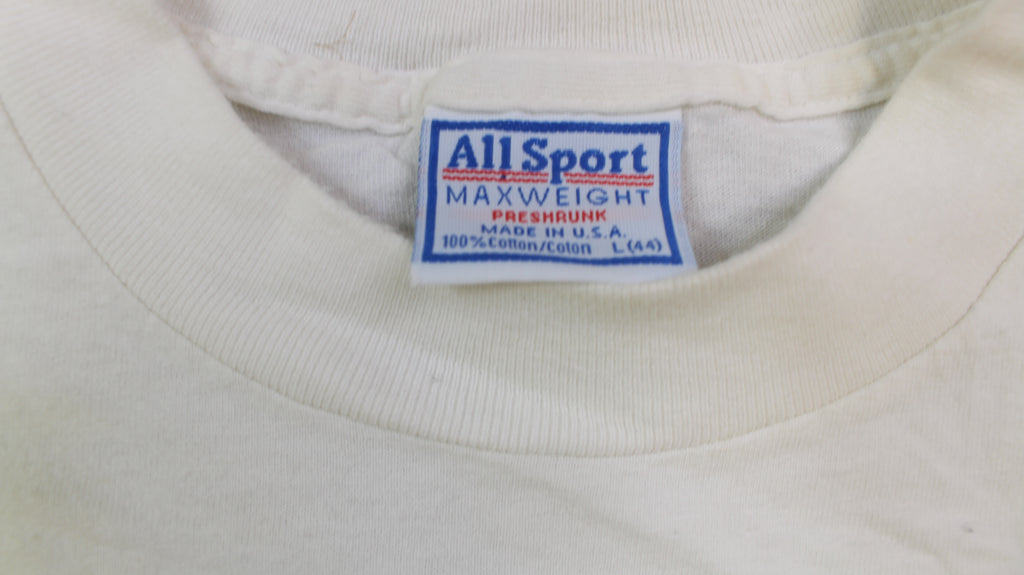 All Sport
MAXWEIGHT
PRESHRUNK
MADE IN U.S.A.
100% Cotton/Coton L (44)